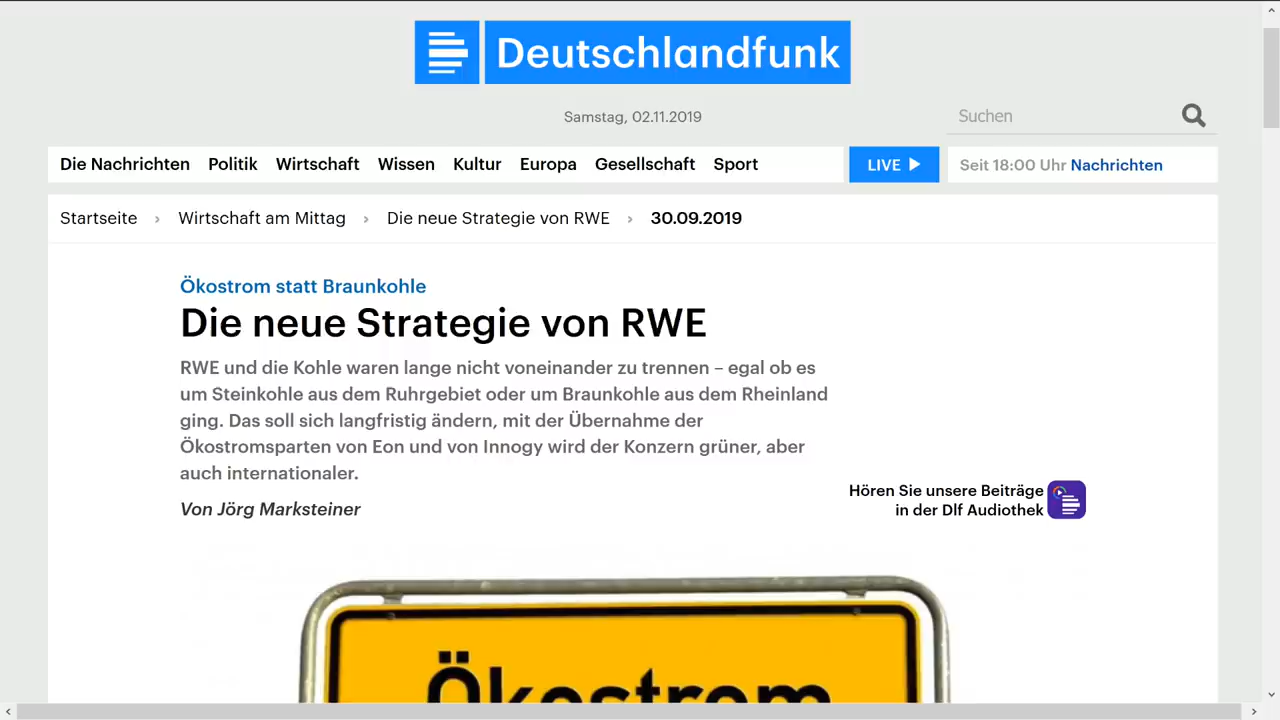 Deutschlandfunk
Samstag, 02.11.2019
Suchen
Die Nachrichten Politik Wirtschaft Wissen Kultur Europa Gesellschaft Sport LIVE Seit 18:00 Uhr Nachrichten
Startseite › Wirtschaft am Mittag › Die neue Strategie von RWE › 30.09.2019
Ökostrom statt Braunkohle
Die neue Strategie von RWE
RWE und die Kohle waren lange nicht voneinander zu trennen – egal ob es
um Steinkohle aus dem Ruhrgebiet oder um Braunkohle aus dem Rheinland
ging. Das soll sich langfristig ändern, mit der Übernahme der
Ökostromsparten von Eon und von Innogy wird der Konzern grüner, aber
auch internationaler.
Von Jörg Marksteiner
Hören Sie unsere Beiträge
in der Dlf Audiothek
Ökostrom